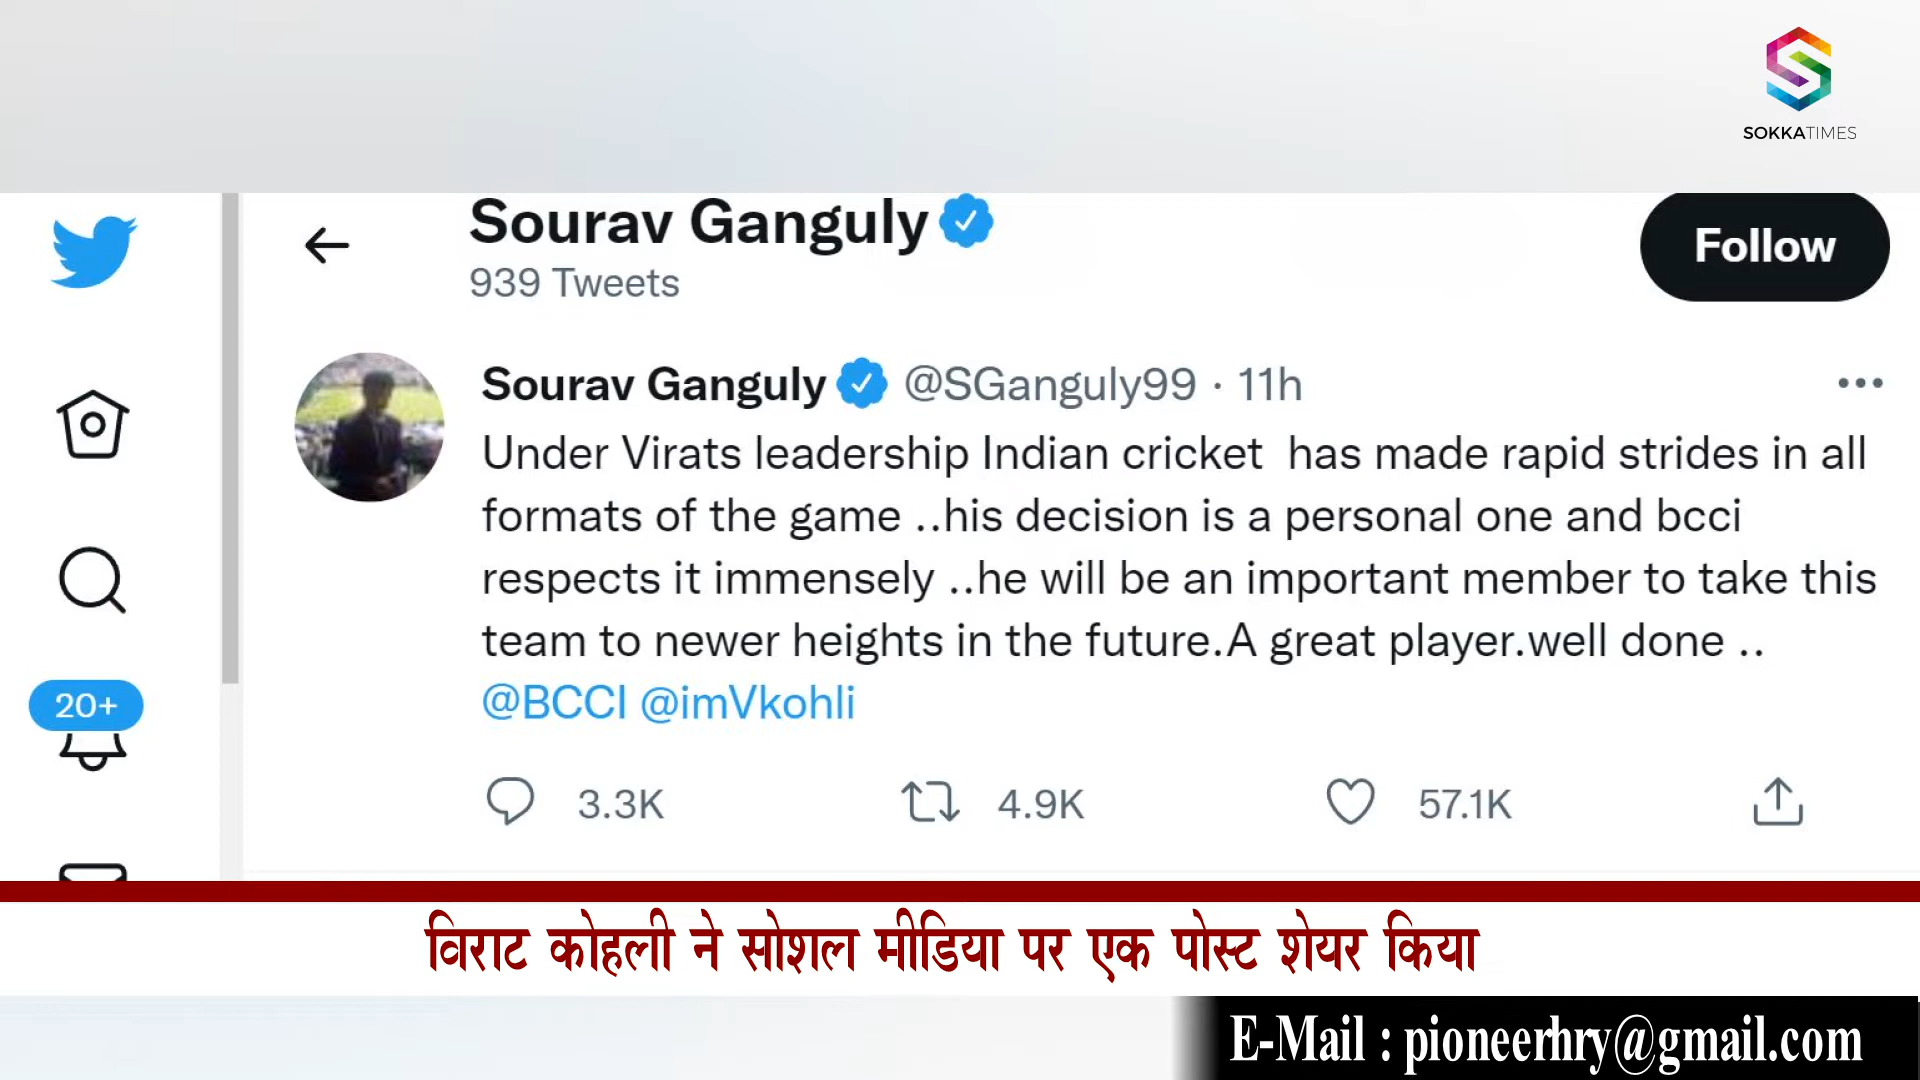 SOKKATIMES
Sourav Ganguly
939 Tweets
Follow
Sourav Ganguly @SGanguly99 · 11h
Under Virats leadership Indian cricket  has made rapid strides in all
formats of the game ..his decision is a personal one and bcci
respects it immensely ..he will be an important member to take this
team to newer heights in the future.A great player.well done ..
@BCCI @imVkohli
20+
3.3K 4.9K 57.1K
विराट कोहली ने सोशल मीडिया पर एक पोस्ट शेयर किया
E-Mail : pioneerhry@gmail.com